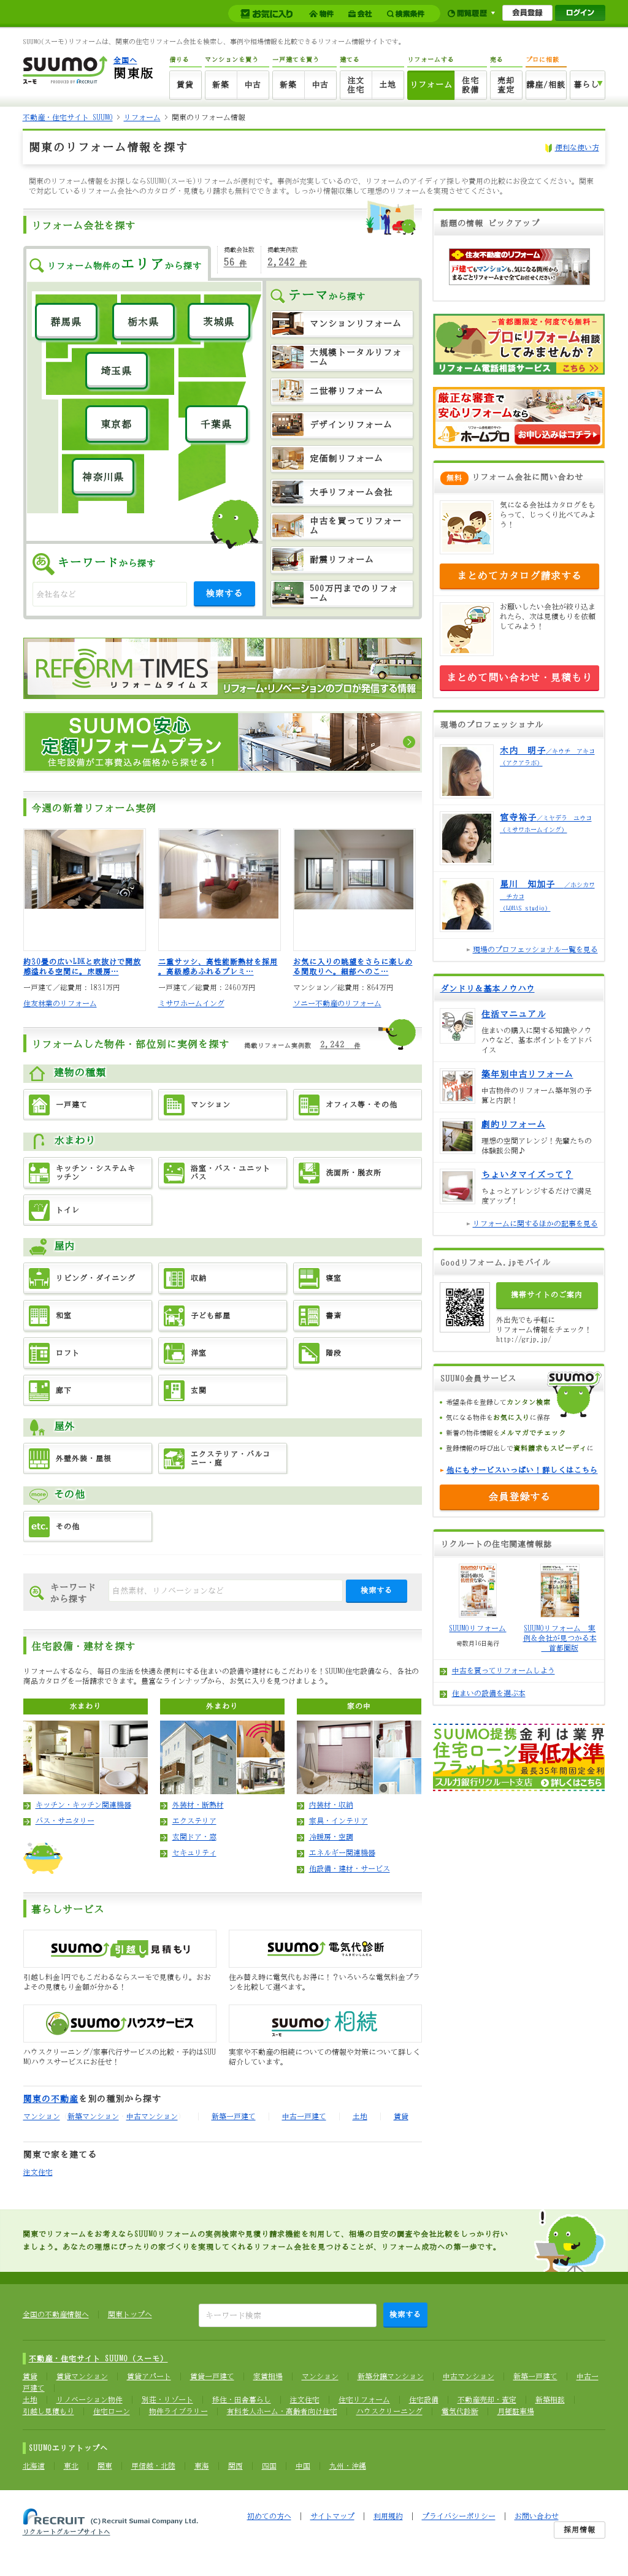 お気に入り 物件 会社 検索条件 閲覧履歴 会員登録 ログイン
SUUMO(スーモ)リフォームは、関東の住宅リフォーム会社を検索し、事例や相場情報を比較できるリフォーム情報サイトです。
SUUMO 全国へ 関東版
スーモ PRODUCED BY RECRUIT
借りる マンションを買う 一戸建てを買う 建てる リフォームする 売る プロに相談
賃貸 新築 中古 新築 中古 注文住宅 土地 リフォーム 住宅設備 売却査定 講座/相談 暮らし
不動産・住宅サイト SUUMO > リフォーム > 関東のリフォーム情報
関東のリフォーム情報を探す
便利な使い方
関東のリフォーム情報をお探しならSUUMO(スーモ)リフォームが便利です。事例が充実しているので、リフォームのアイディア探しや費用の比較にお役立てください。関東
で対応しているリフォーム会社へのカタログ・見積もり請求も無料でできます。しっかり情報収集して理想のリフォームを実現させてください。
リフォーム会社を探す
リフォーム物件のエリアから探す
掲載会社数 56 件
掲載実例数 2,242 件
群馬県 栃木県 茨城県
埼玉県
東京都 千葉県
神奈川県
キーワードから探す
会社名など 検索する
テーマから探す
マンションリフォーム
大規模トータルリフォーム
二世帯リフォーム
デザインリフォーム
定価制リフォーム
大手リフォーム会社
中古を買ってリフォーム
耐震リフォーム
500万円までのリフォーム
REFORM TIMES
リフォームタイムズ
リフォーム・リノベーションのプロが発信する情報
SUUMO安心
定額リフォームプラン
住宅設備が工事費込み価格から探せる！
今週の新着リフォーム実例
約30畳の広いLDKと吹抜けで開放
感溢れる空間に。床暖房…
一戸建て／総費用：1831万円
住友林業のリフォーム
二重サッシ、高性能断熱材を採用
。高級感あふれるプレミ…
一戸建て／総費用：2460万円
ミサワホームイング
お気に入りの眺望をさらに楽しめ
る間取りへ。細部へのこ…
マンション／総費用：864万円
ソニー不動産のリフォーム
リフォームした物件・部位別に実例を探す 掲載リフォーム実例数 2,242 件
建物の種類
一戸建て マンション オフィス等・その他
水まわり
キッチン・システムキッチン 浴室・バス・ユニットバス 洗面所・脱衣所
トイレ
屋内
リビング・ダイニング 収納 寝室
和室 子ども部屋 書斎
ロフト 洋室 階段
廊下 玄関
屋外
外壁外装・屋根 エクステリア・バルコニー・庭
その他
etc. その他
キーワードから探す 自然素材、リノベーションなど 検索する
住宅設備・建材を探す
リフォームするなら、毎日の生活を快適な便利にする住まいの設備や建材にもこだわりを！SUUMO住宅設備なら、各社の
商品カタログを一括請求できます。豊富なラインナップから、お気に入りを見つけましょう。
水まわり 外まわり 家の中
キッチン・キッチン関連機器
バス・サニタリー
外装材・断熱材
エクステリア
玄関ドア・窓
セキュリティ
内装材・収納
家具・インテリア
冷暖房・空調
エネルギー関連機器
他設備・建材・サービス
暮らしサービス
SUUMO 引越し見積もり
引越し料金1円でもこだわるならスーモで見積もり。おお
よその見積もり金額が分かる！
SUUMO 電気代診断
住み替え時に電気代もお得に！？いろいろな電気料金プラ
ンを比較して選べます。
SUUMOハウスサービス
ハウスクリーニング/家事代行サービスの比較・予約はSUU
MOハウスサービスにお任せ！
SUUMO 相続
スーモ
実家や不動産の相続についての情報や対策について詳しく
紹介しています。
関東の不動産を別の種別から探す
マンション 新築マンション 中古マンション 新築一戸建て 中古一戸建て 土地 賃貸
関東で家を建てる
注文住宅
話題の情報 ピックアップ
住友不動産のリフォーム
戸建てもマンションも、気になる箇所から
まるごとリフォームまで全てお任せください！
～首都圏限定・何度でも無料～
プロにリフォーム相談
してみませんか？
リフォーム電話相談サービス こちら
厳正な審査で
安心リフォームなら
ホームプロ お申し込みはコチラ
無料 リフォーム会社に問い合わせ
気になる会社はカタログをも
らって、じっくり比べてみよ
う！
まとめてカタログ請求する
お願いしたい会社が絞り込ま
れたら、次は見積もりを依頼
してみよう！
まとめて問い合わせ・見積もり
現場のプロフェッショナル
木内 明子／キウチ アキコ
（アクアラボ）
宮寺裕子／ミヤデラ ユウコ
（ミサワホームイング）
星川 知加子 ／ホシカワ
チカコ
現場のプロフェッショナル一覧を見る
ダンドリ＆基本ノウハウ
住活マニュアル
住まいの購入に関する知識やノウ
ハウなど、基本ポイントをアドバ
イス
築年別中古リフォーム
中古物件のリフォーム築年別の予
算と内訳！
劇的リフォーム
理想の空間アレンジ！先輩たちの
体験談公開♪
ちょいタマイズって？
ちょっとアレンジするだけで満足
度アップ！
リフォームに関するほかの記事を見る
Goodリフォーム.jpモバイル
携帯サイトのご案内
外出先でも手軽に
リフォーム情報をチェック！
http://grjp.jp/
SUUMO会員サービス
SUUMO
希望条件を登録してカンタン検索
気になる物件をお気に入りに保存
新着の物件情報をメルマガでチェック
登録情報の呼び出しで資料請求もスピーディに
他にもサービスいっぱい！詳しくはこちら
会員登録する
リクルートの住宅関連情報誌
SUUMOリフォーム
奇数月16日発行
SUUMOリフォーム 実
例＆会社が見つかる本
首都圏版
中古を買ってリフォームしよう
住まいの設備を選ぶ本
SUUMO提携 金利は業界
住宅ローン 最低水準
フラット35 最長35年間固定金利
スルガ銀行リクルート支店 詳しくはこちら
関東でリフォームをお考えならSUUMOリフォームの実例検索や見積り請求機能を利用して、相場の目安の調査や会社比較をしっかり行い
ましょう。あなたの理想にぴったりの家づくりを実現してくれるリフォーム会社を見つけることが、リフォーム成功への第一歩です。
全国の不動産情報へ 関東トップへ キーワード検索 検索する
不動産・住宅サイト SUUMO（スーモ）
賃貸 賃貸マンション 賃貸アパート 賃貸一戸建て 家賃相場 マンション 新築分譲マンション 中古マンション 新築一戸建て 中古一
戸建て
土地 リノベーション物件 別荘・リゾート 移住・田舎暮らし 注文住宅 住宅リフォーム 住宅設備 不動産売却・査定 新築相談
引越し見積もり 住宅ローン 物件ライブラリー 有料老人ホーム・高齢者向け住宅 ハウスクリーニング 電気代診断 月極駐車場
SUUMOエリアトップへ
北海道 東北 関東 甲信越・北陸 東海 関西 四国 中国 九州・沖縄
RECRUIT (C) Recruit Sumai Company Ltd.
リクルートグループサイトへ
初めての方へ | サイトマップ | 利用規約 | プライバシーポリシー | お問い合わせ
採用情報